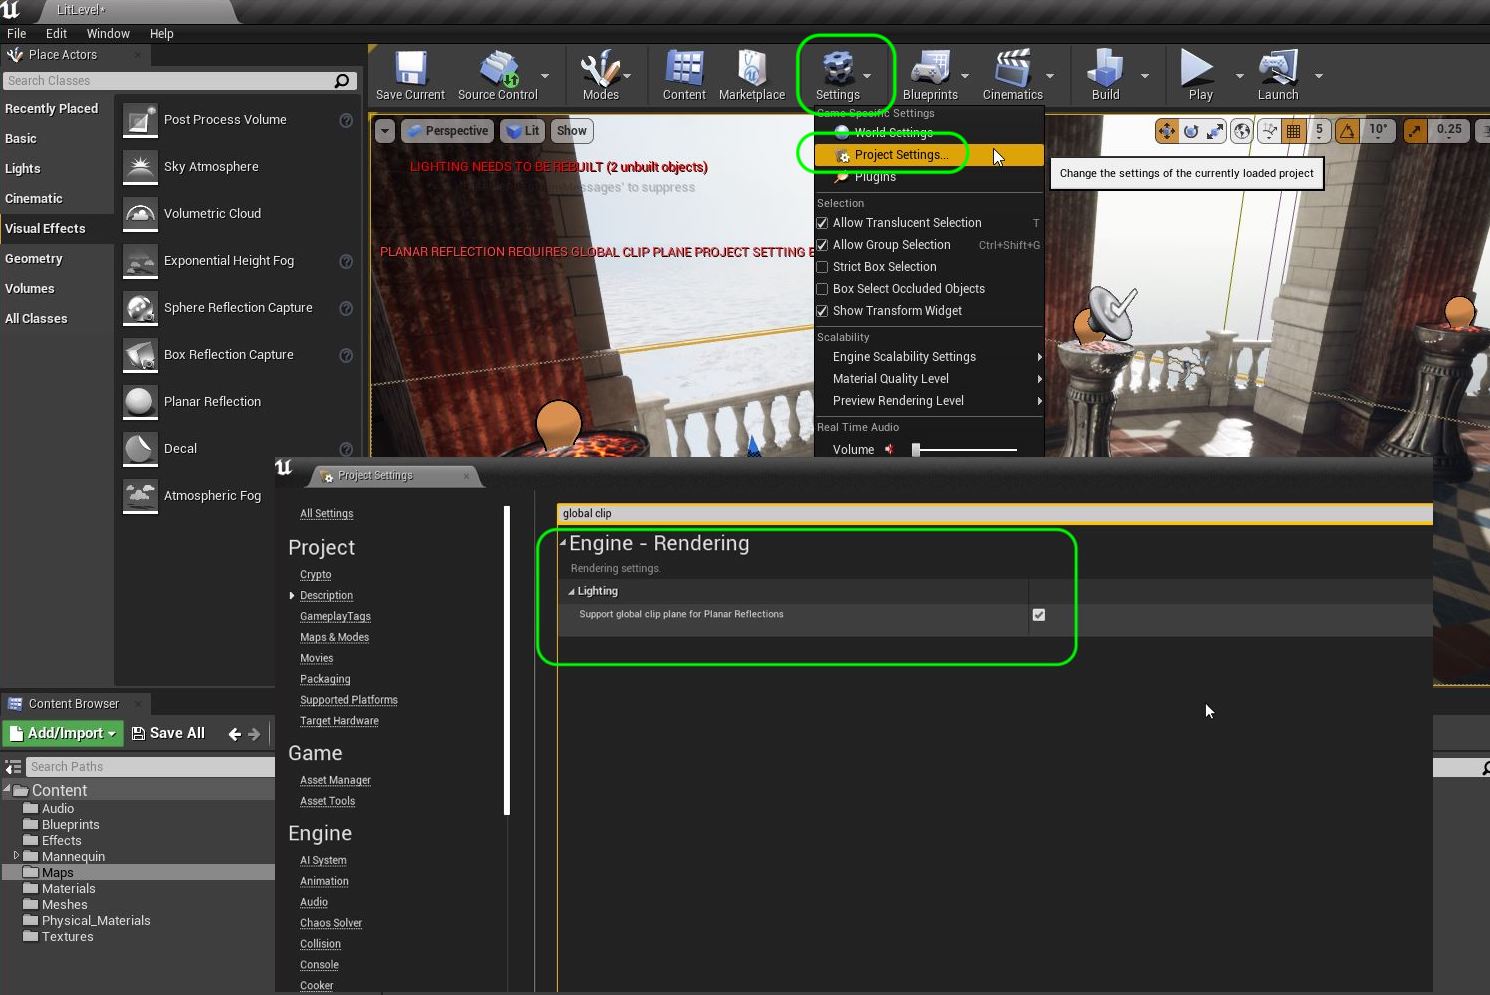 LitLevel*
File Edit Window Help
Place Actors
Search Classes
Recently Placed
Basic
Lights
Cinematic
Visual Effects
Geometry
Volumes
All Classes
Post Process Volume
Sky Atmosphere
Volumetric Cloud
Exponential Height Fog
Sphere Reflection Capture
Box Reflection Capture
Planar Reflection
Decal
Atmospheric Fog
Save Current Source Control Modes Content Marketplace Settings Blueprints Cinematics Build Play Launch
Perspective Lit Show
5 10° 0.25
LIGHTING NEEDS TO BE REBUILT (2 unbuilt objects)
to suppress
PLANAR REFLECTION REQUIRES GLOBAL CLIP PLANE PROJECT SETTING
Game Specific Settings
World Settings
Project Settings...
Plugins
Change the settings of the currently loaded project
Selection
Allow Translucent Selection T
Allow Group Selection Ctrl+Shift+G
Strict Box Selection
Box Select Occluded Objects
Show Transform Widget
Scalability
Engine Scalability Settings
Material Quality Level
Preview Rendering Level
Real Time Audio
Volume
Content Browser
Add/Import Save All
Search Paths
Content
Audio
Blueprints
Effects
Mannequin
Maps
Materials
Meshes
Physical_Materials
Textures
Project Settings
All Settings
Project
Crypto
Description
GameplayTags
Maps & Modes
Movies
Packaging
Supported Platforms
Target Hardware
Game
Asset Manager
Asset Tools
Engine
AI System
Animation
Audio
Chaos Solver
Collision
Console
Cooker
global clip
Engine - Rendering
Rendering settings.
Lighting
Support global clip plane for Planar Reflections